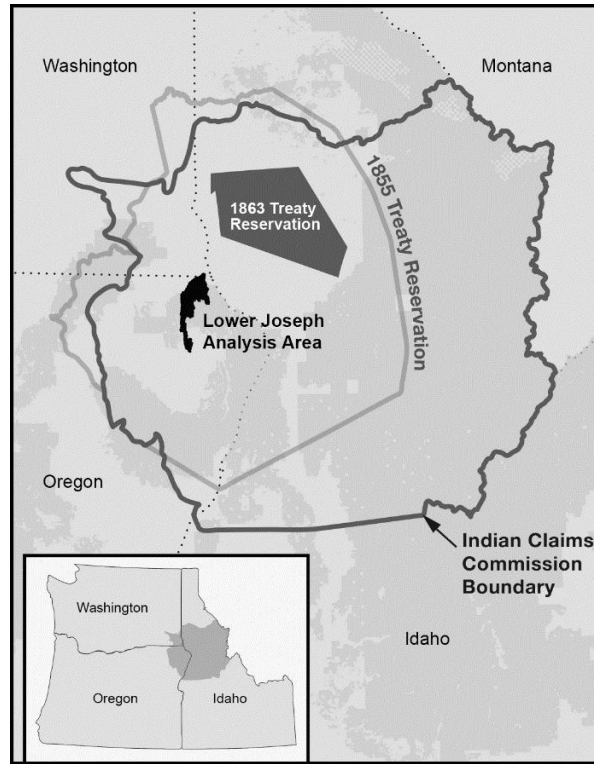 Washington
Montana
1855 Treaty Reservation
1863 Treaty
Reservation
Lower Joseph
Analysis Area
Oregon
Indian Claims
Commission
Boundary
Idaho
Washington
Oregon
Idaho